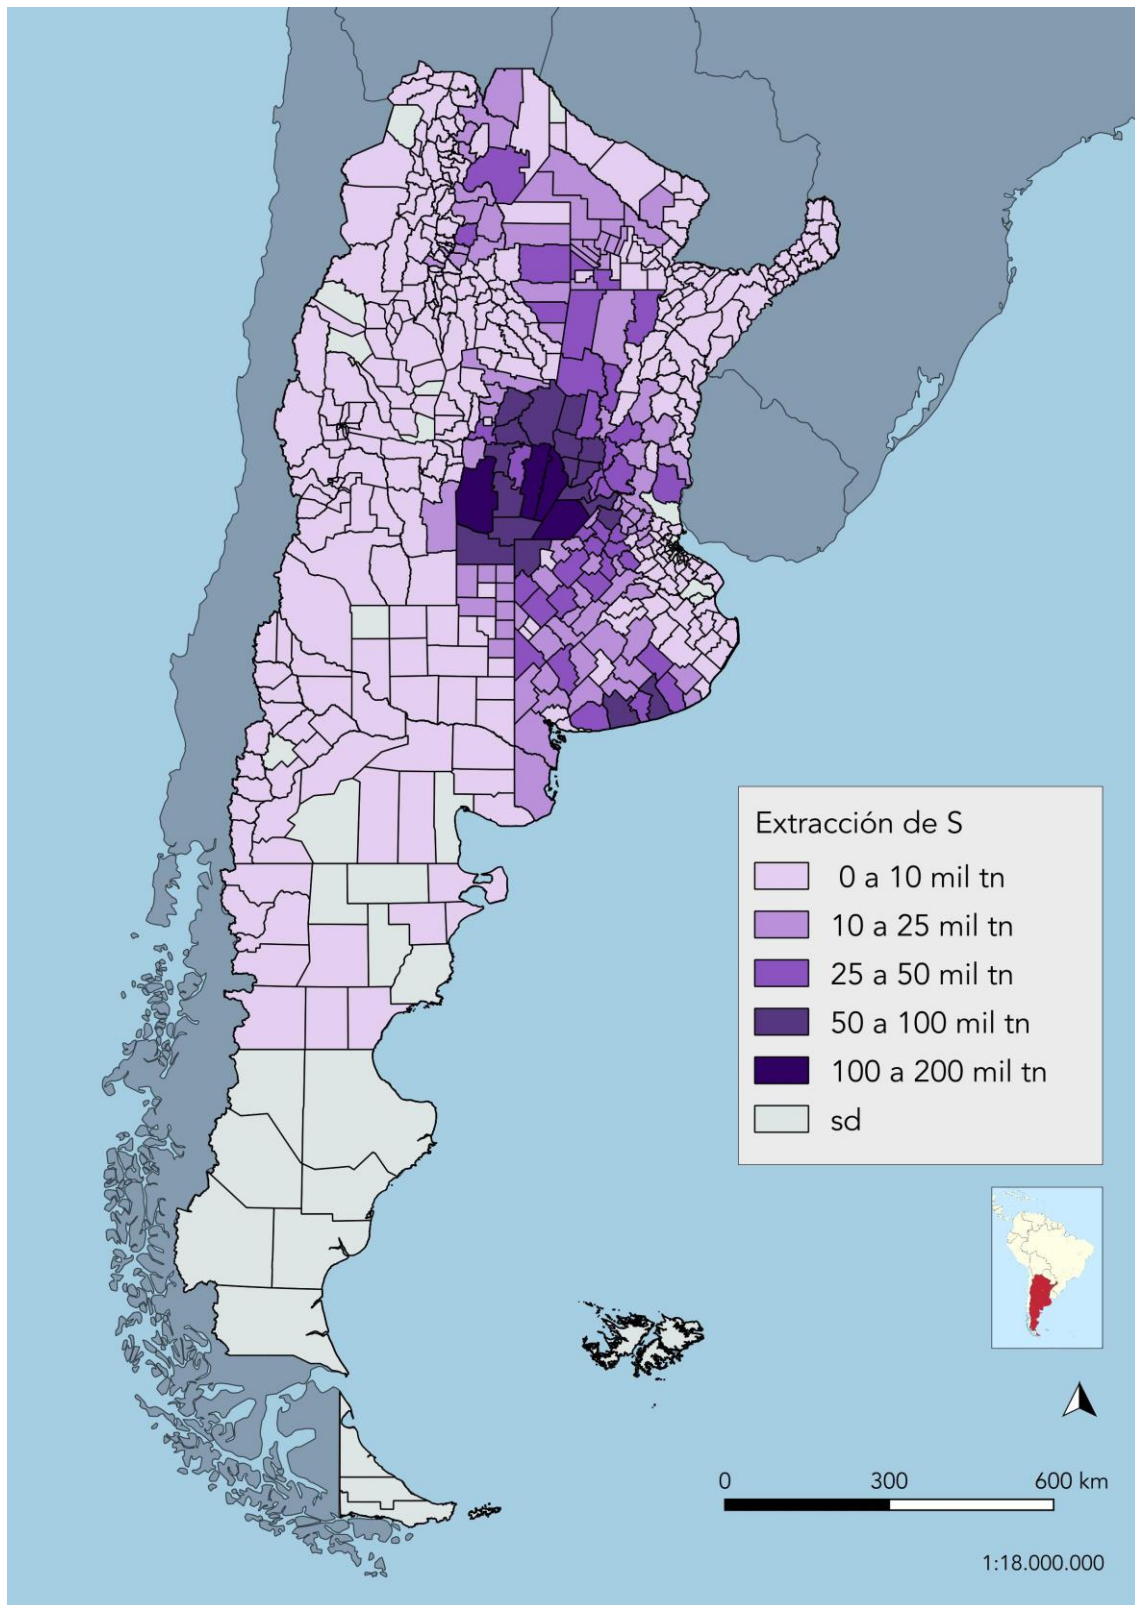 Extracción de S
0 a 10 mil tn
10 a 25 mil tn
25 a 50 mil tn
50 a 100 mil tn
100 a 200 mil tn
sd
0 300 600 km
1:18.000.000